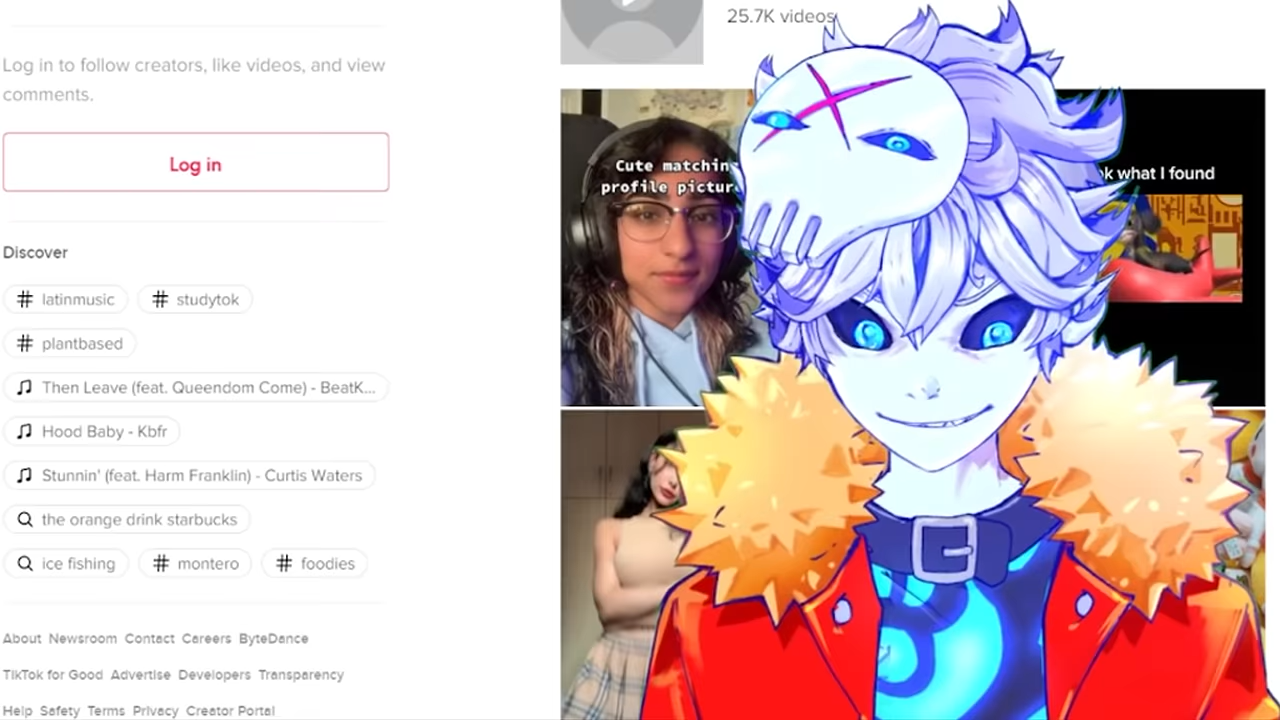 25.7K videos
Log in to follow creators, like videos, and view
comments.
Log in
Discover
# latinmusic
# studytok
# plantbased
Then Leave (feat. Queendom Come) - BeatK...
Hood Baby - Kbfr
Stunnin' (feat. Harm Franklin) - Curtis Waters
the orange drink starbucks
ice fishing
# montero
# foodies
About Newsroom Contact Careers ByteDance
TikTok for Good Advertise Developers Transparency
Help Safety Terms Privacy Creator Portal
Cute matching
profile pictur
k what I found